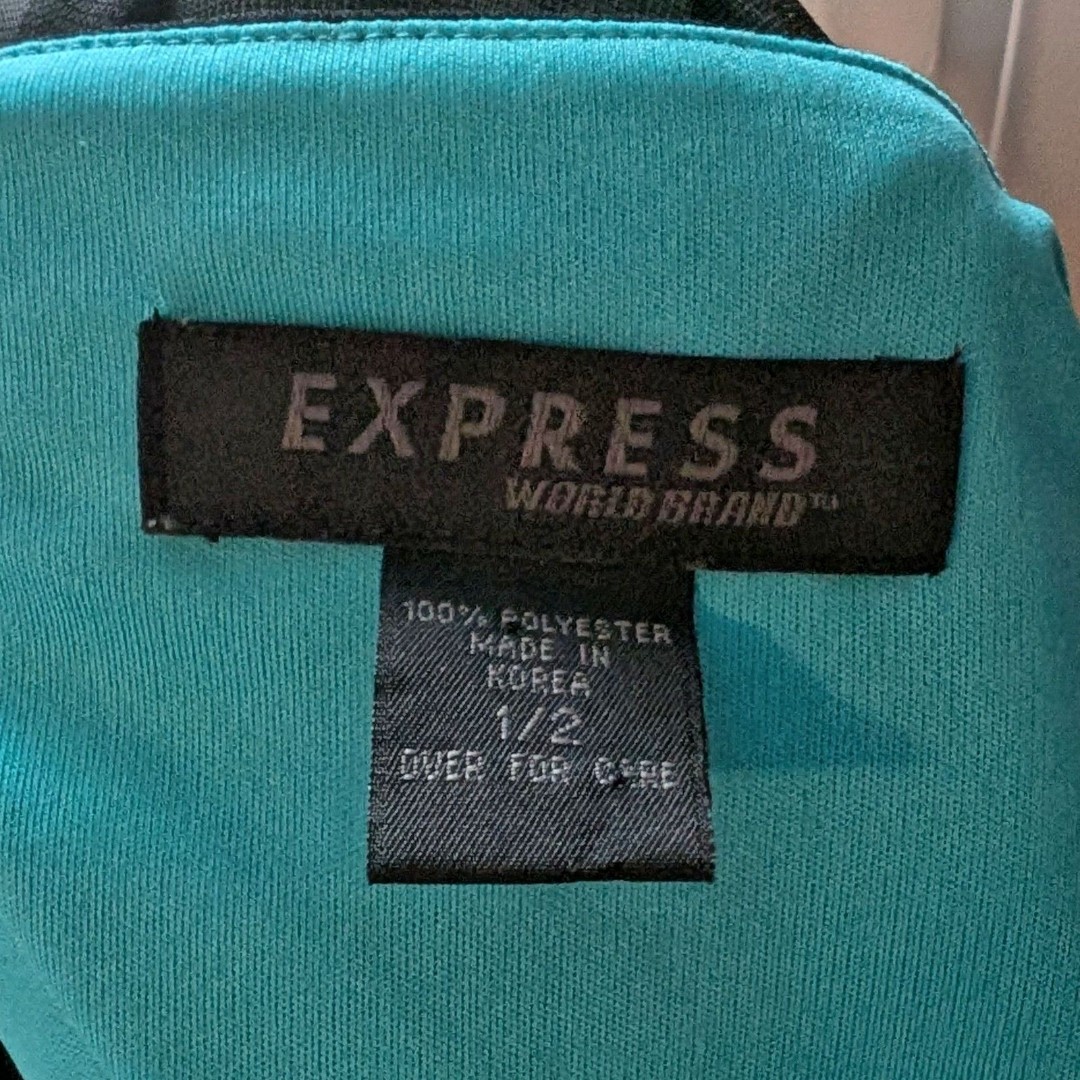 EXPRESS
WORLD BRAND™
100% POLYESTER
MADE IN
KOREA
1/2
OVER FOR CARE